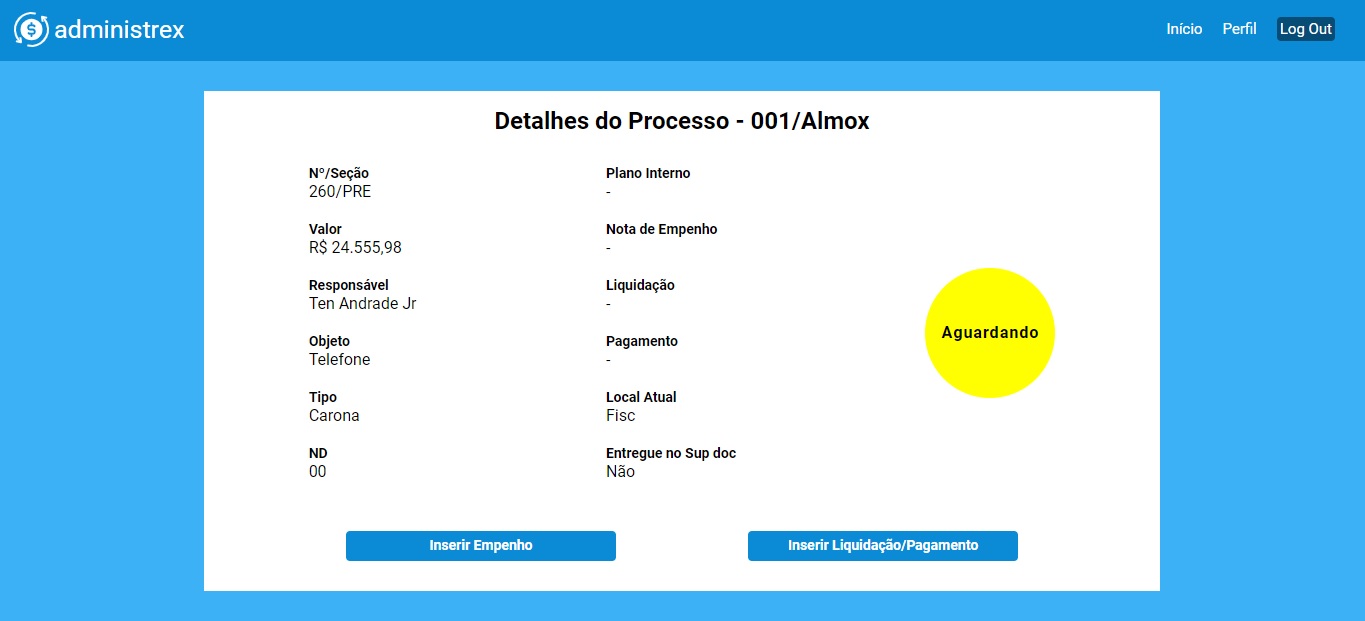 administrex
Início Perfil Log Out
Detalhes do Processo - 001/Almox
Nº/Seção
260/PRE
Valor
R$ 24.555,98
Responsável
Ten Andrade Jr
Objeto
Telefone
Tipo
Carona
ND
00
Plano Interno
-
Nota de Empenho
-
Liquidação
-
Pagamento
-
Local Atual
Fisc
Entregue no Sup doc
Não
Aguardando
Inserir Empenho
Inserir Liquidação/Pagamento